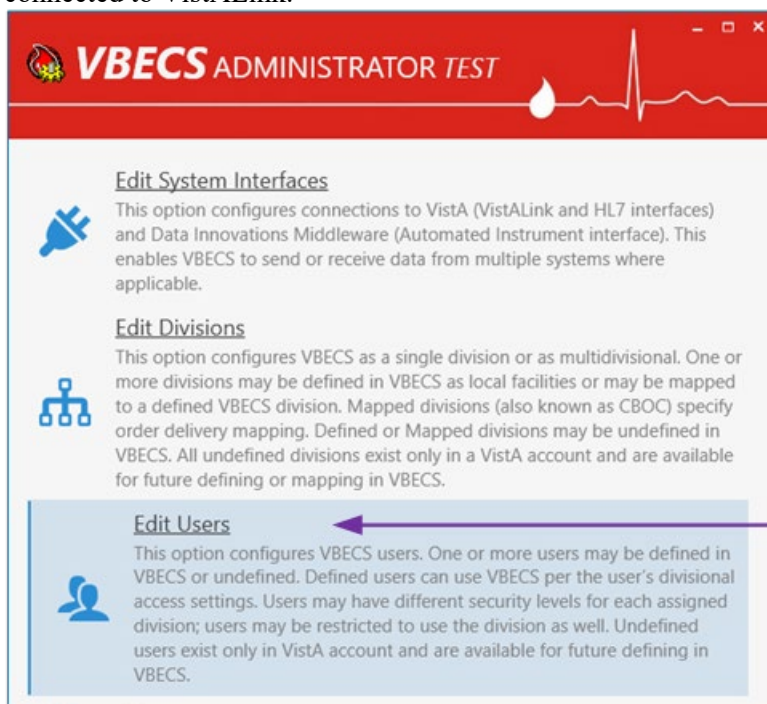 connected to VistALink.
VBECS ADMINISTRATOR TEST
Edit System Interfaces
This option configures connections to VistA (VistALink and HL7 interfaces)
and Data Innovations Middleware (Automated Instrument interface). This
enables VBECS to send or receive data from multiple systems where
applicable.
Edit Divisions
This option configures VBECS as a single division or as multidivisional. One or
more divisions may be defined in VBECS as local facilities or may be mapped
to a defined VBECS division. Mapped divisions (also known as CBOC) specify
order delivery mapping. Defined or Mapped divisions may be undefined in
VBECS. All undefined divisions exist only in a VistA account and are available
for future defining or mapping in VBECS.
Edit Users
This option configures VBECS users. One or more users may be defined in
VBECS or undefined. Defined users can use VBECS per the user's divisional
access settings. Users may have different security levels for each assigned
division; users may be restricted to use the division as well. Undefined
users exist only in VistA account and are available for future defining in
VBECS.